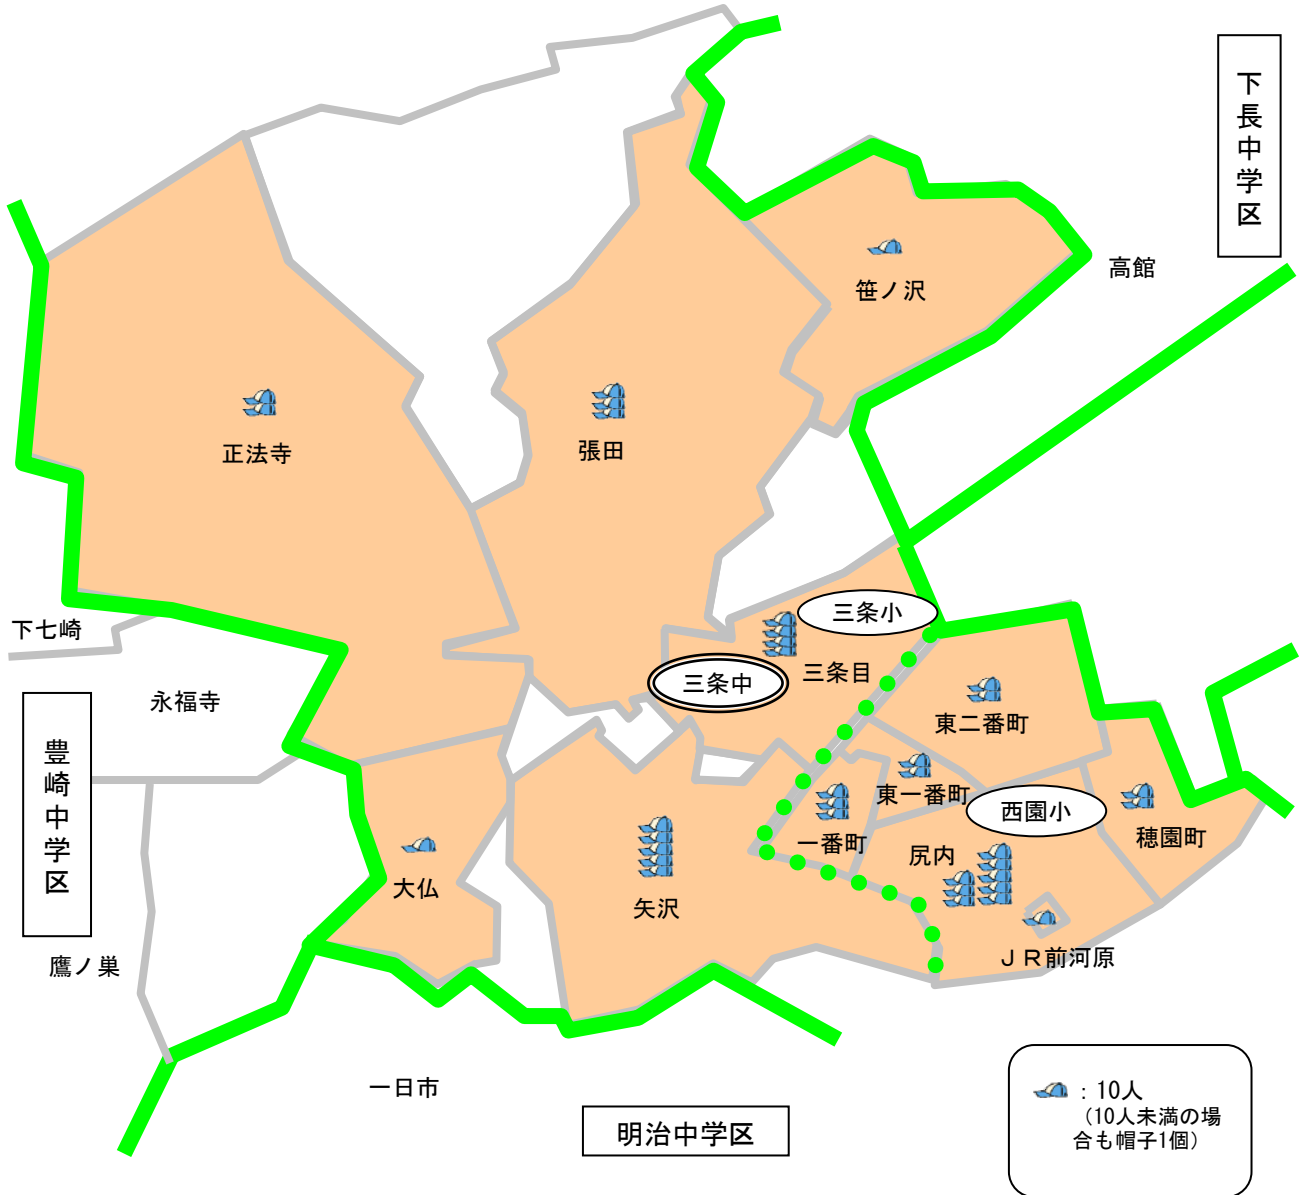 下長中学区
高館
笹ノ沢
正法寺
張田
三条小
下七崎
三条目
三条中
永福寺
東二番町
豊崎中学区
東一番町
西園小
穂園町
一番町
尻内
大仏
矢沢
ＪＲ前河原
鷹ノ巣
一日市
明治中学区
：10人
（10人未満の場
合も帽子1個）